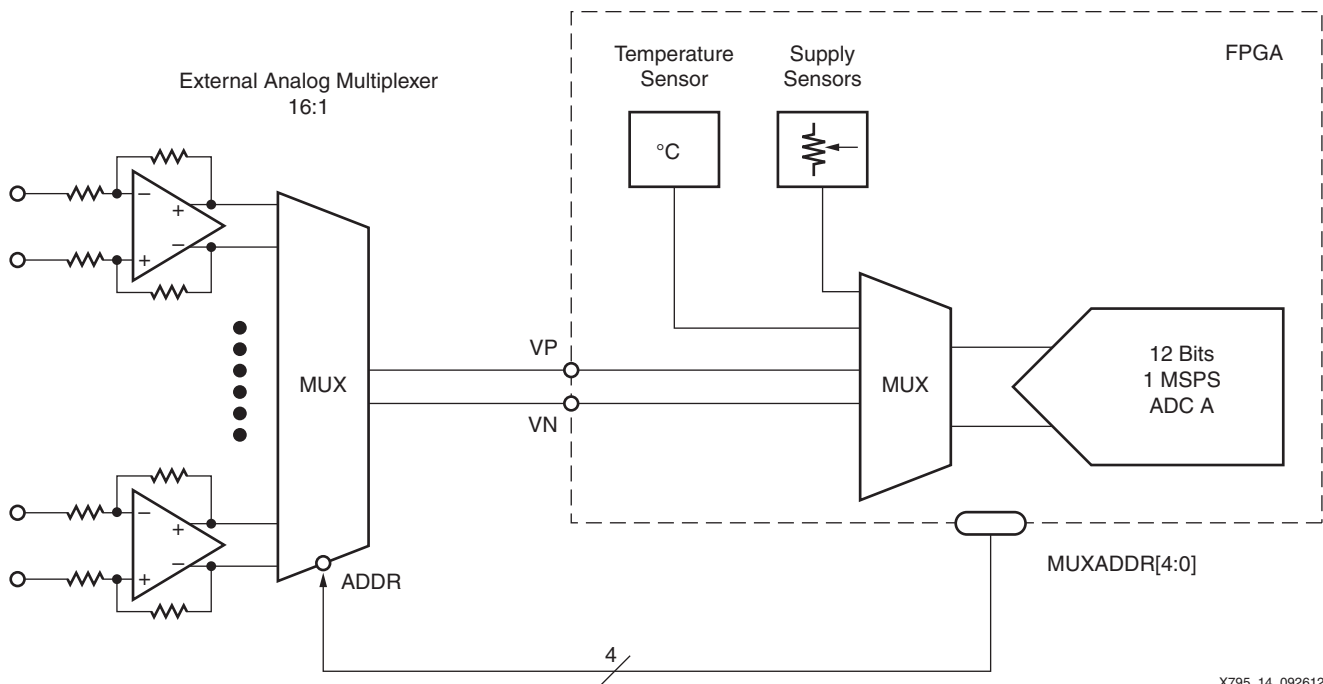 External Analog Multiplexer
16:1
Temperature
Sensor
Supply
Sensors
FPGA
°C
−
+
+
−
MUX
VP
VN
MUX
12 Bits
1 MSPS
ADC A
−
+
+
−
ADDR
MUXADDR[4:0]
4
X795_14_092612